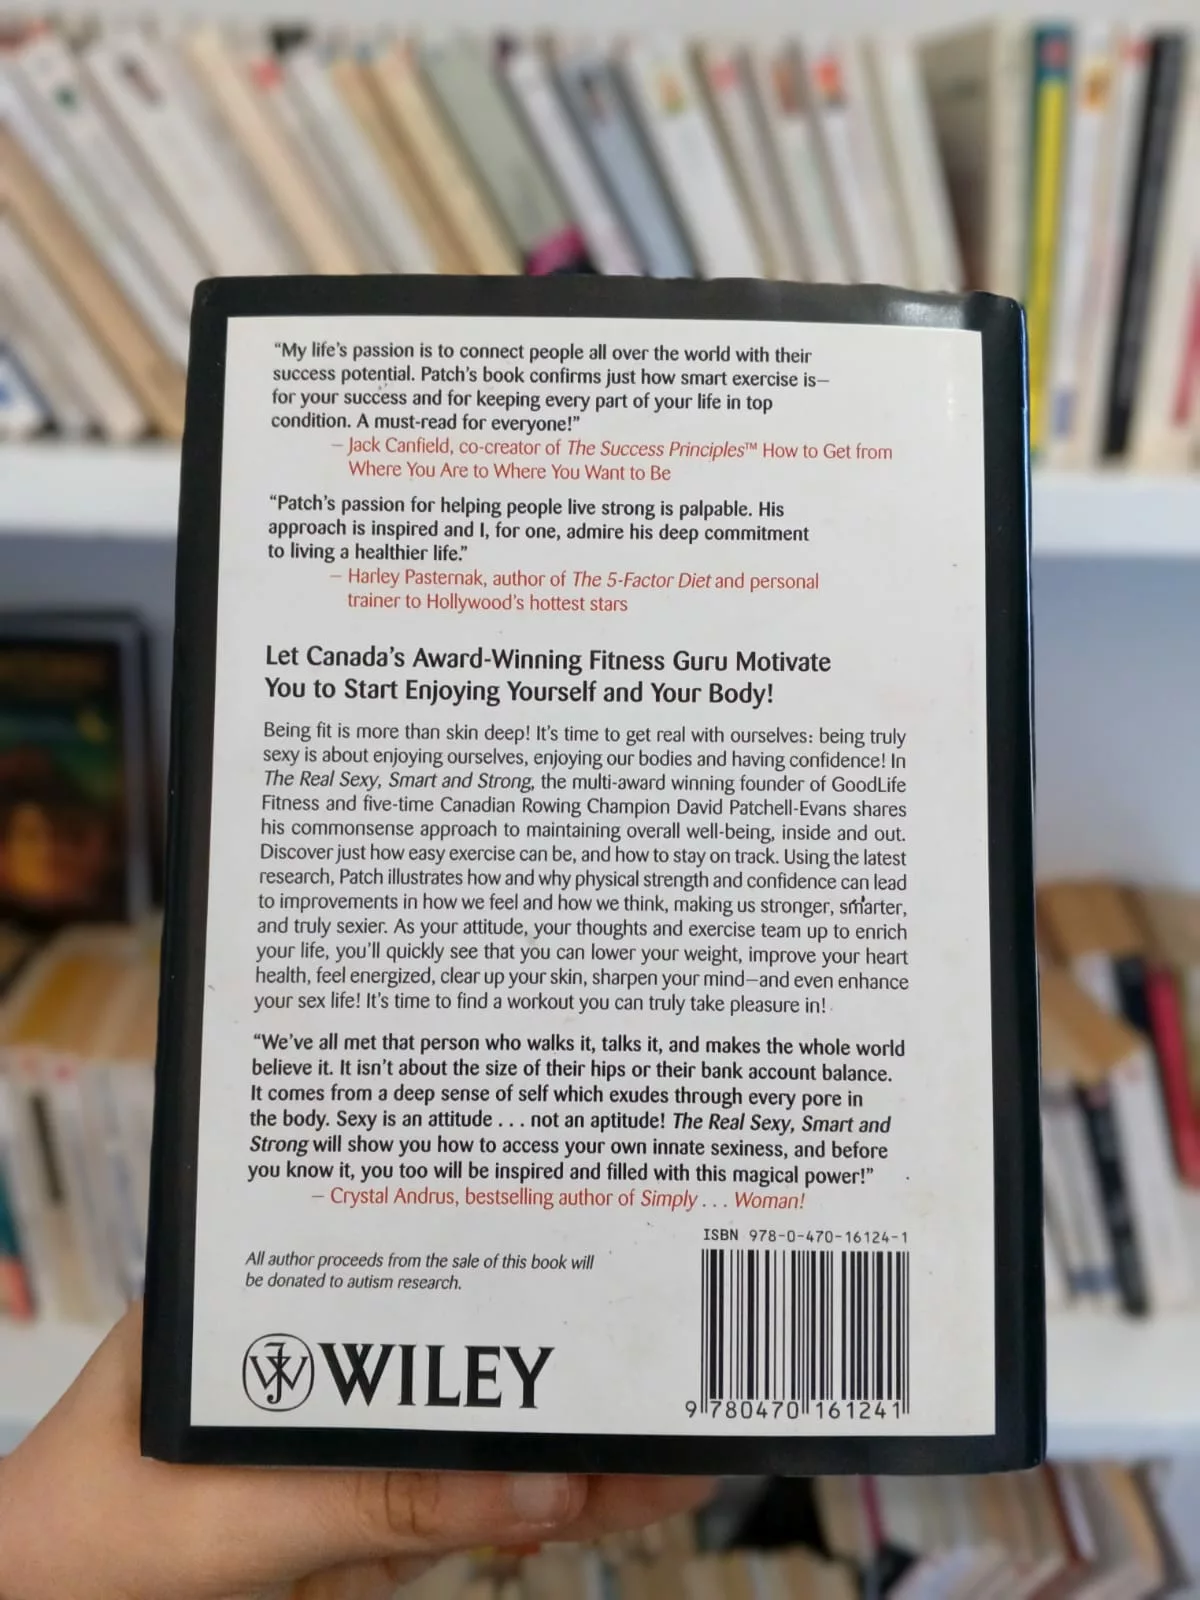 “My life’s passion is to connect people all over the world with their
success potential. Patch’s book confirms just how smart exercise is—
for your success and for keeping every part of your life in top
condition. A must-read for everyone!”
– Jack Canfield, co-creator of The Success Principles™ How to Get from
Where You Are to Where You Want to Be
“Patch’s passion for helping people live strong is palpable. His
approach is inspired and I, for one, admire his deep commitment
to living a healthier life.”
– Harley Pasternak, author of The 5-Factor Diet and personal
trainer to Hollywood’s hottest stars
Let Canada’s Award-Winning Fitness Guru Motivate
You to Start Enjoying Yourself and Your Body!
Being fit is more than skin deep! It’s time to get real with ourselves: being truly
sexy is about enjoying ourselves, enjoying our bodies and having confidence! In
The Real Sexy, Smart and Strong, the multi-award winning founder of GoodLife
Fitness and five-time Canadian Rowing Champion David Patchell-Evans shares
his commonsense approach to maintaining overall well-being, inside and out.
Discover just how easy exercise can be, and how to stay on track. Using the latest
research, Patch illustrates how and why physical strength and confidence can lead
to improvements in how we feel and how we think, making us stronger, smarter,
and truly sexier. As your attitude, your thoughts and exercise team up to enrich
your life, you’ll quickly see that you can lower your weight, improve your heart
health, feel energized, clear up your skin, sharpen your mind—and even enhance
your sex life! It’s time to find a workout you can truly take pleasure in!
“We’ve all met that person who walks it, talks it, and makes the whole world
believe it. It isn’t about the size of their hips or their bank account balance.
It comes from a deep sense of self which exudes through every pore in
the body. Sexy is an attitude . . . not an aptitude! The Real Sexy, Smart and
Strong will show you how to access your own innate sexiness, and before
you know it, you too will be inspired and filled with this magical power!”
– Crystal Andrus, bestselling author of Simply . . . Woman!
ISBN 978-0-470-16124-1
All author proceeds from the sale of this book will
be donated to autism research.
WILEY
9 780470 161241